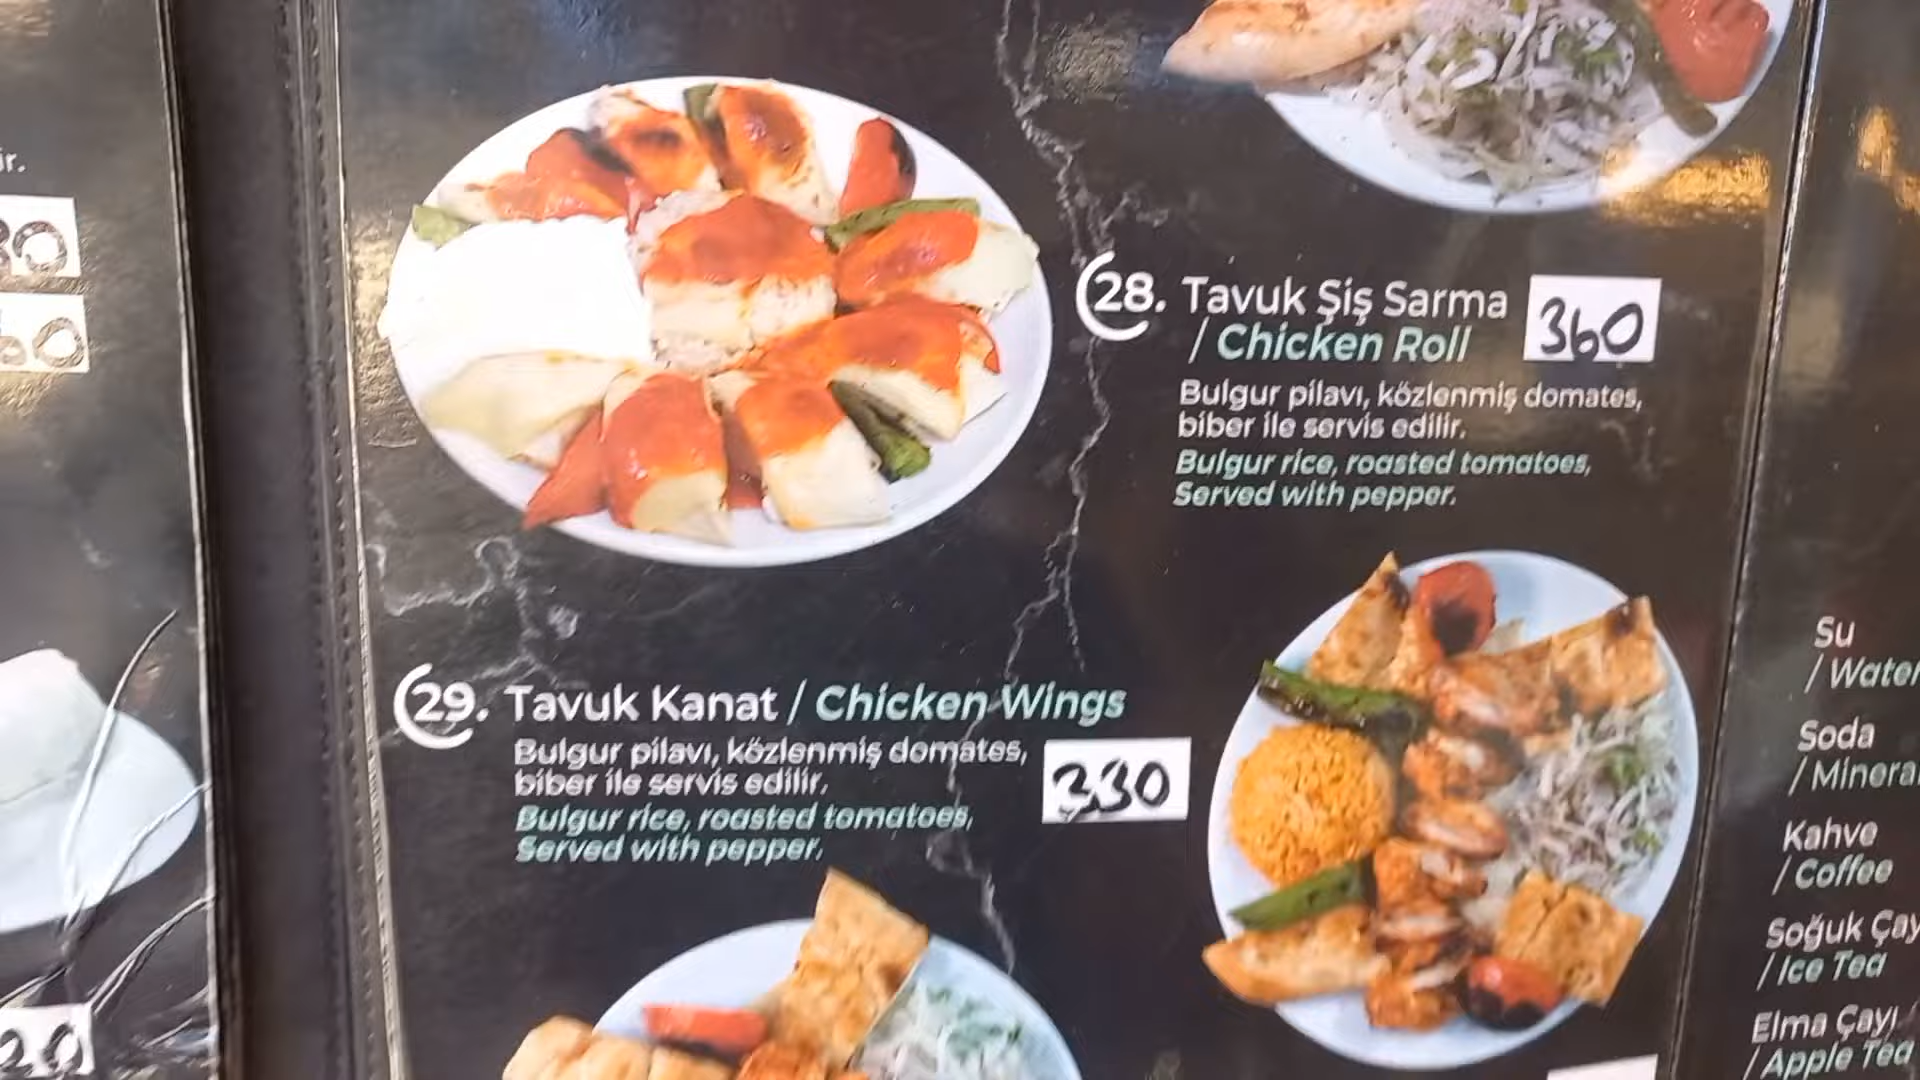 ir.
28. Tavuk Şiş Sarma
/ Chicken Roll
360
Bulgur pilavı, közlenmiş domates,
biber ile servis edilir.
Bulgur rice, roasted tomatoes,
Served with pepper.
29. Tavuk Kanat / Chicken Wings
Bulgur pilavı, közlenmiş domates,
biber ile servis edilir.
330
Bulgur rice, roasted tomatoes,
Served with pepper.
Su
/ Water
Soda
/ Minera
Kahve
/ Coffee
Soğuk Çay
/ Ice Tea
Elma Çayı
/ Apple Tea